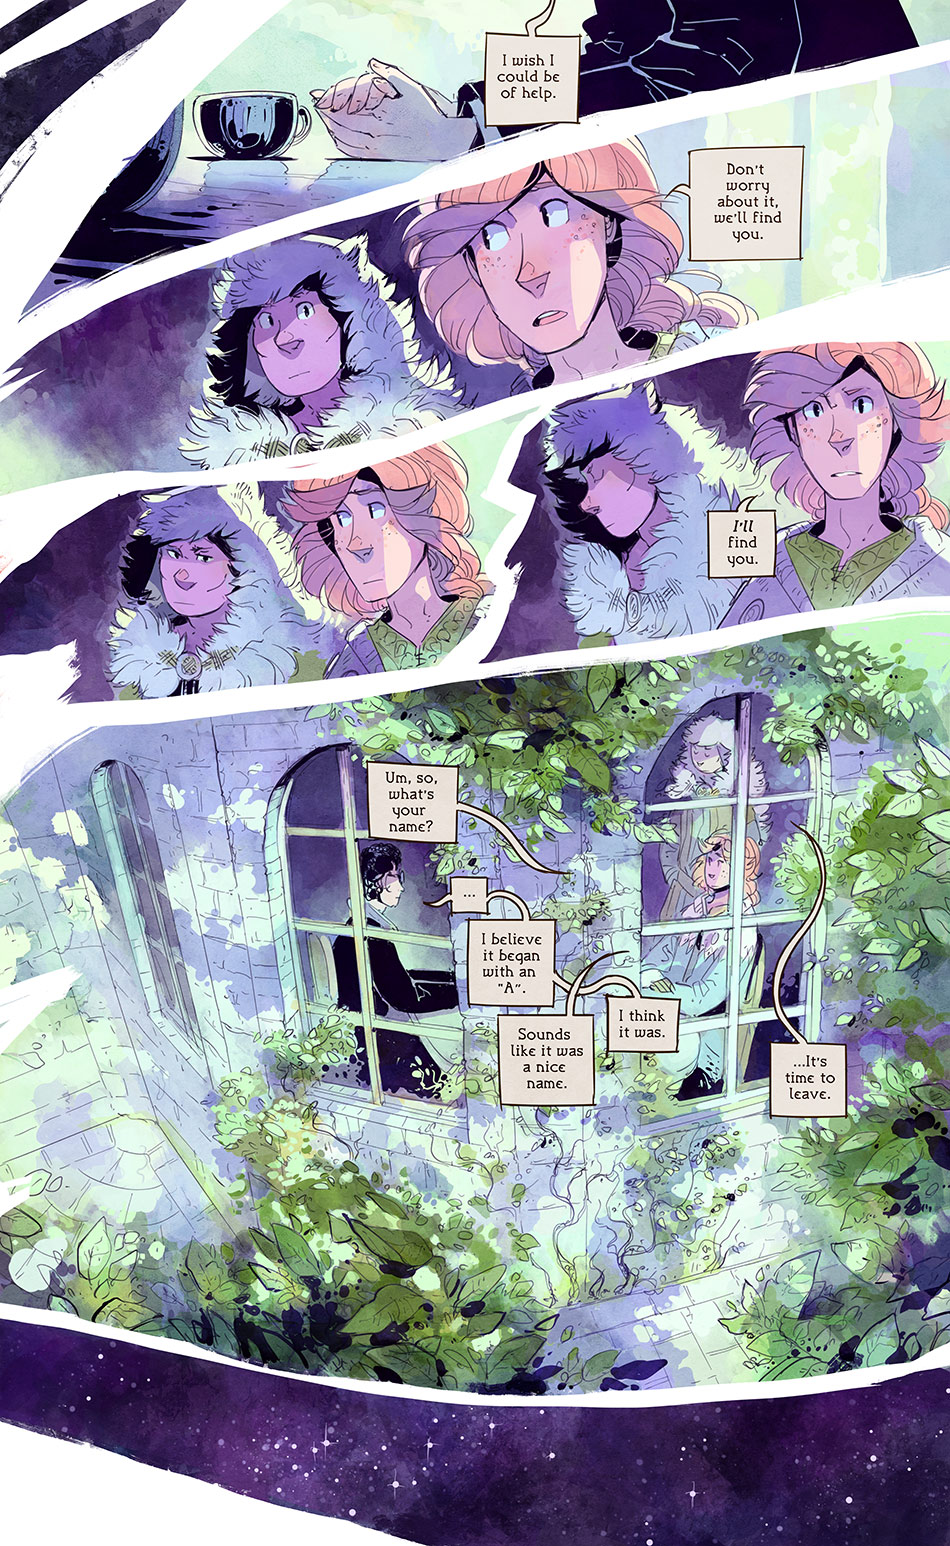 I wish I
could be
of help.
Don't
worry
about it,
we'll find
you.
I'll
find
you.
Um, so,
what's
your
name?
...
I believe
it began
with an
"A".
Sounds
like it was
a nice
name.
I think
it was.
...It's
time to
leave.